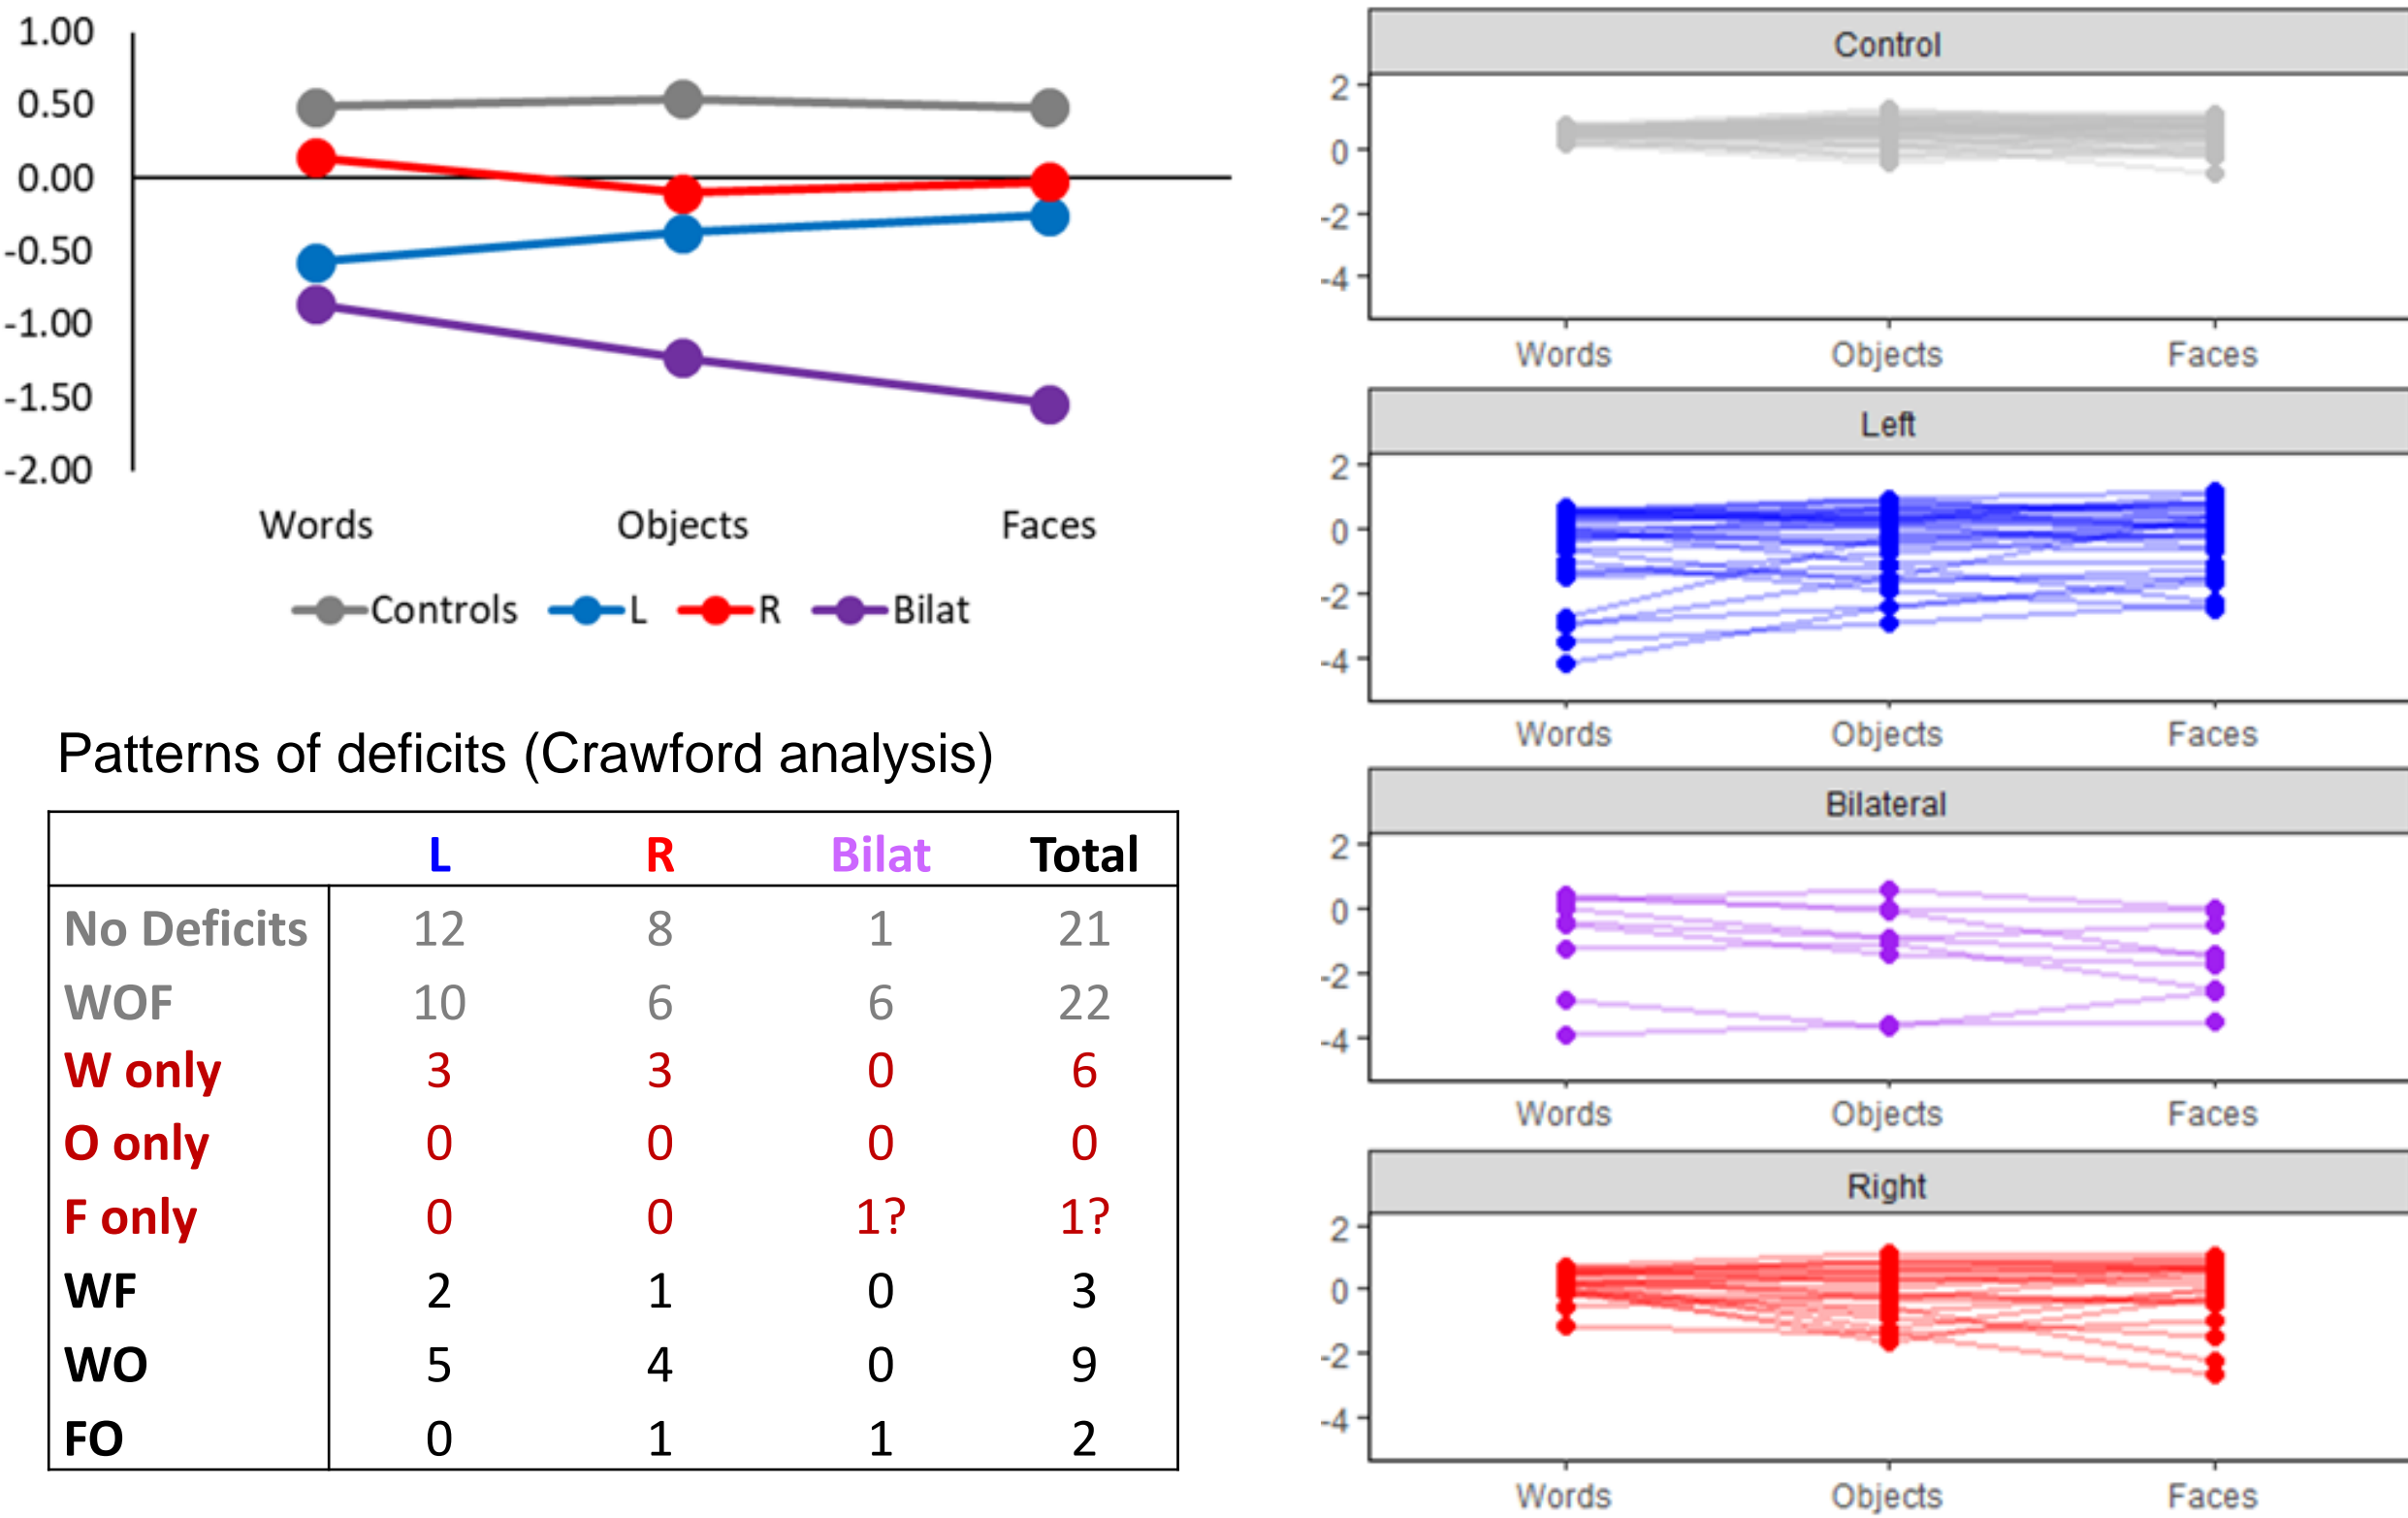 1.00
0.50
0.00
-0.50
-1.00
-1.50
-2.00
Words Objects Faces
Controls L R Bilat
Patterns of deficits (Crawford analysis)
L R Bilat Total
No Deficits 12 8 1 21
WOF 10 6 6 22
W only 3 3 0 6
O only 0 0 0 0
F only 0 0 1? 1?
WF 2 1 0 3
WO 5 4 0 9
FO 0 1 1 2
Control
2
0
-2
-4
Words Objects Faces
Left
2
0
-2
-4
Words Objects Faces
Bilateral
2
0
-2
-4
Words Objects Faces
Right
2
0
-2
-4
Words Objects Faces